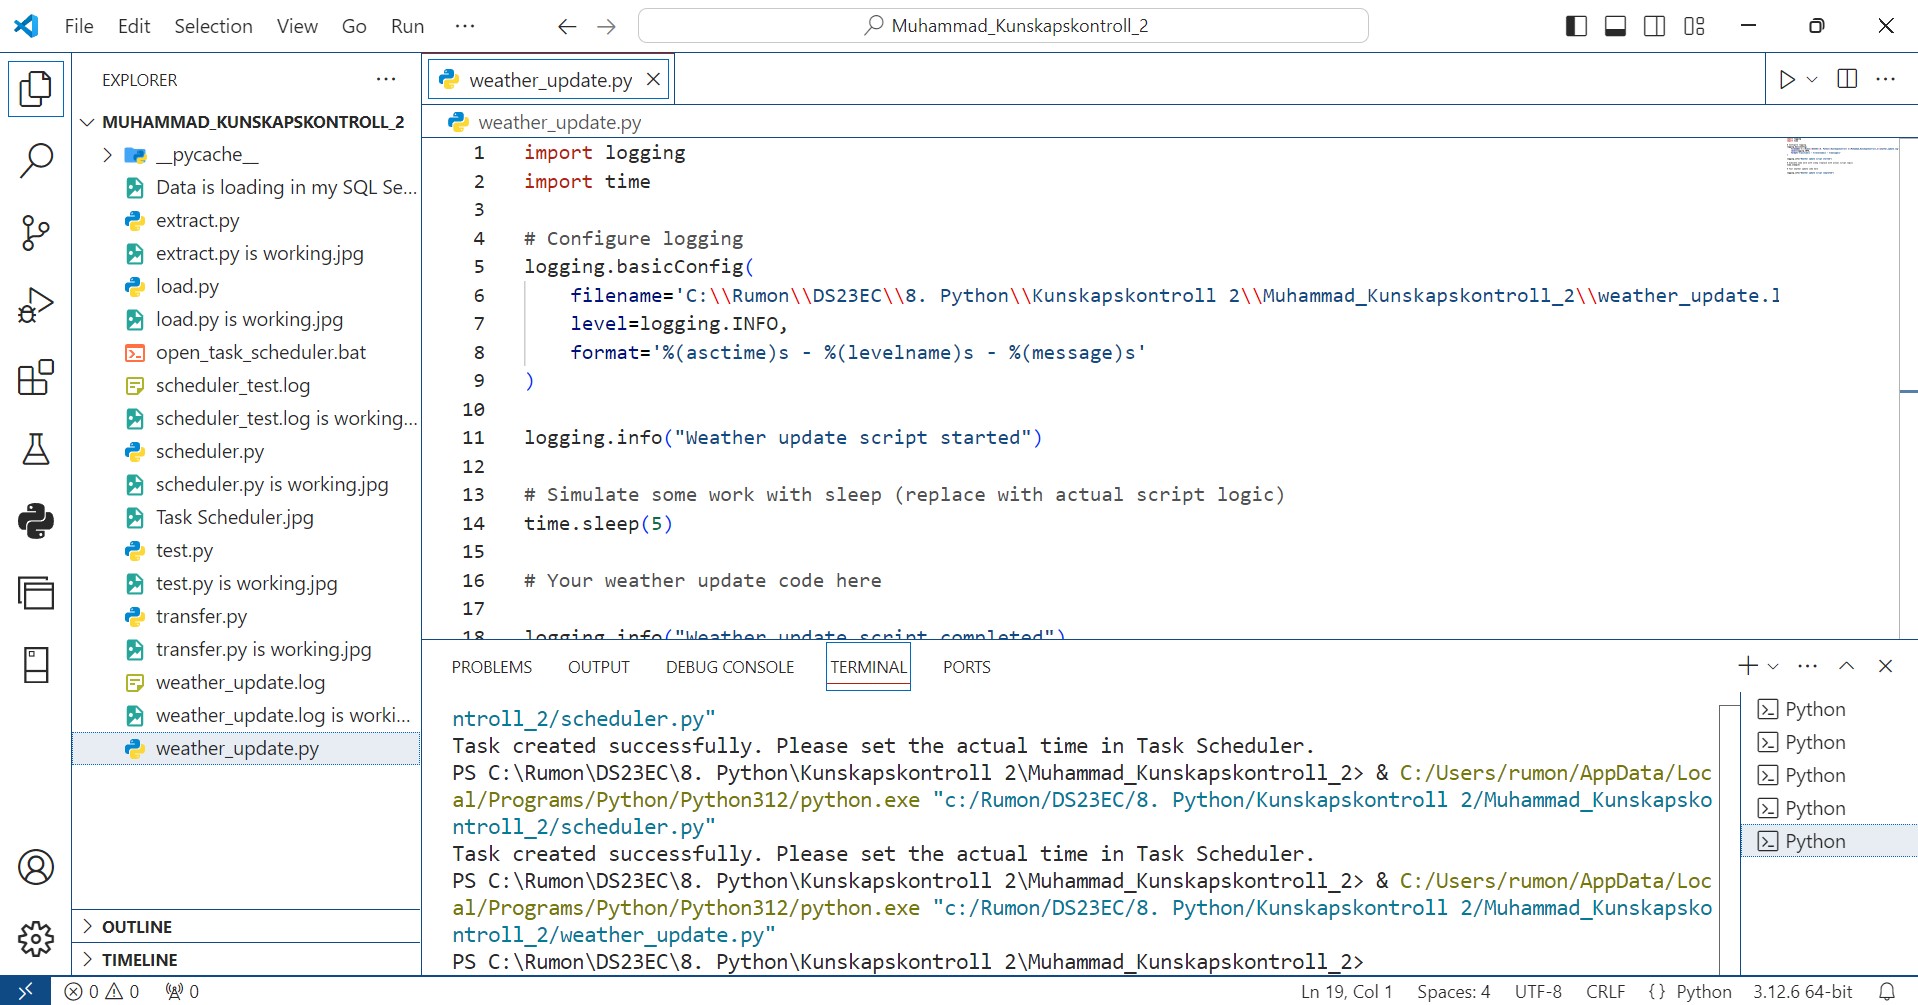 File Edit Selection View Go Run ··· Muhammad_Kunskapskontroll_2
EXPLORER ···
MUHAMMAD_KUNSKAPSKONTROLL_2
__pycache__
Data is loading in my SQL Se...
extract.py
extract.py is working.jpg
load.py
load.py is working.jpg
open_task_scheduler.bat
scheduler_test.log
scheduler_test.log is working...
scheduler.py
scheduler.py is working.jpg
Task Scheduler.jpg
test.py
test.py is working.jpg
transfer.py
transfer.py is working.jpg
weather_update.log
weather_update.log is worki...
weather_update.py
OUTLINE
TIMELINE
weather_update.py
weather_update.py
1 import logging
2 import time
3
4 # Configure logging
5 logging.basicConfig(
6     filename='C:\\Rumon\\DS23EC\\8. Python\\Kunskapskontroll 2\\Muhammad_Kunskapskontroll_2\\weather_update.l
7     level=logging.INFO,
8     format='%(asctime)s - %(levelname)s - %(message)s'
9 )
10
11 logging.info("Weather update script started")
12
13 # Simulate some work with sleep (replace with actual script logic)
14 time.sleep(5)
15
16 # Your weather update code here
17
18 logging.info("Weather update script completed")
PROBLEMS OUTPUT DEBUG CONSOLE TERMINAL PORTS
ntroll_2/scheduler.py"
Task created successfully. Please set the actual time in Task Scheduler.
PS C:\Rumon\DS23EC\8. Python\Kunskapskontroll 2\Muhammad_Kunskapskontroll_2> & C:/Users/rumon/AppData/Loc
al/Programs/Python/Python312/python.exe "c:/Rumon/DS23EC/8. Python/Kunskapskontroll 2/Muhammad_Kunskapsko
ntroll_2/scheduler.py"
Task created successfully. Please set the actual time in Task Scheduler.
PS C:\Rumon\DS23EC\8. Python\Kunskapskontroll 2\Muhammad_Kunskapskontroll_2> & C:/Users/rumon/AppData/Loc
al/Programs/Python/Python312/python.exe "c:/Rumon/DS23EC/8. Python/Kunskapskontroll 2/Muhammad_Kunskapsko
ntroll_2/weather_update.py"
PS C:\Rumon\DS23EC\8. Python\Kunskapskontroll 2\Muhammad_Kunskapskontroll_2>
Python
Python
Python
Python
Python
0 0 0 Ln 19, Col 1 Spaces: 4 UTF-8 CRLF {} Python 3.12.6 64-bit